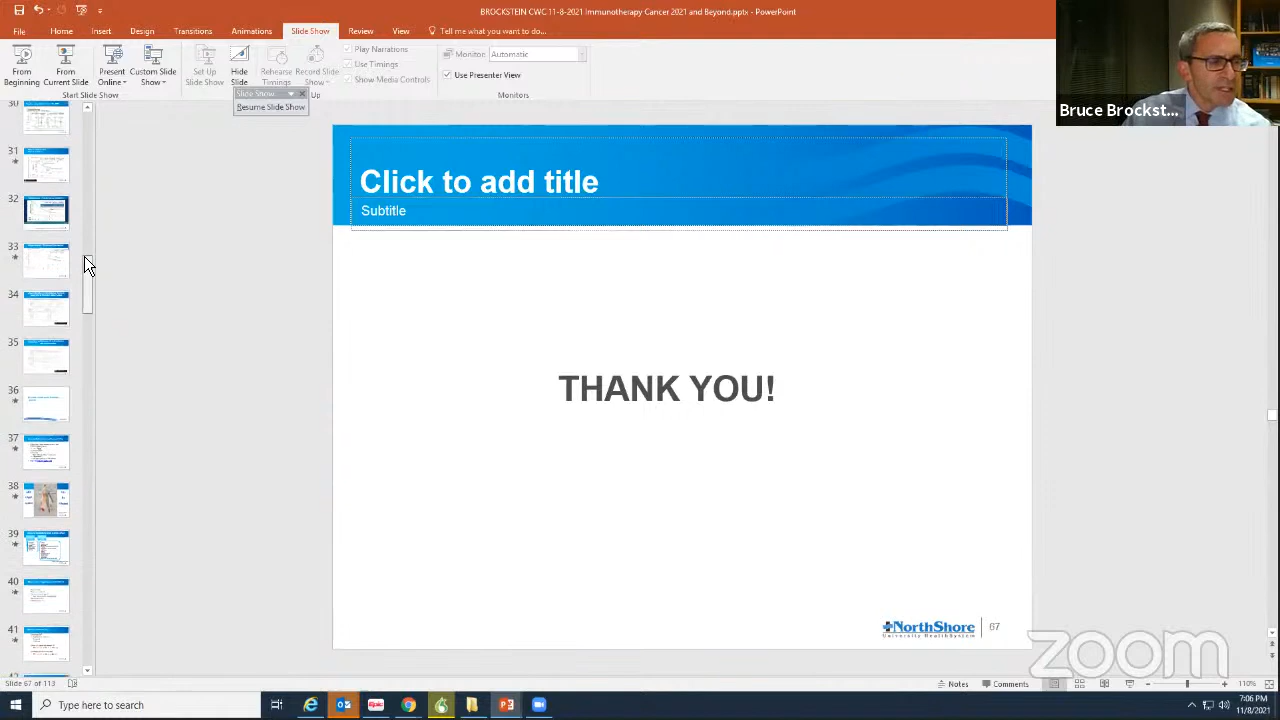 BROCKSTEIN CWC 11-8-2021 Immunotherapy Cancer 2021 and Beyond.pptx - PowerPoint
File Home Insert Design Transitions Animations Slide Show Review View Tell me what you want to do...
From Beginning
From Current Slide
Present Online
Custom Slide Show
Set Up Slide Show
Hide Slide
Rehearse Timings
Record Slide Show
Play Narrations
Use Timings
Show Media Controls
Monitor: Automatic
Use Presenter View
Start Slide Show
Up
Monitors
Slide Show...
Resume Slide Show
Bruce Brockst...
31
32
33
34
35
37
38
39
40
41
Click to add title
Subtitle
THANK YOU!
NorthShore
University HealthSystem
67
zoom
Slide 67 of 113
Notes
Comments
110%
Type here to search
Epic
7:06 PM
11/8/2021